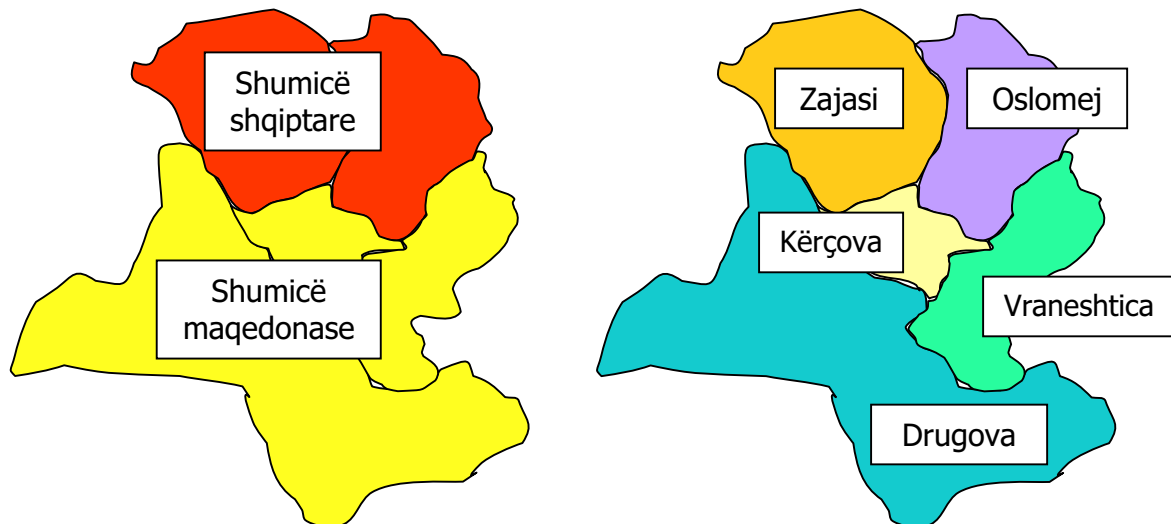 Shumicë
shqiptare
Shumicë
maqedonase
Zajasi
Oslomej
Kërçova
Vraneshtica
Drugova